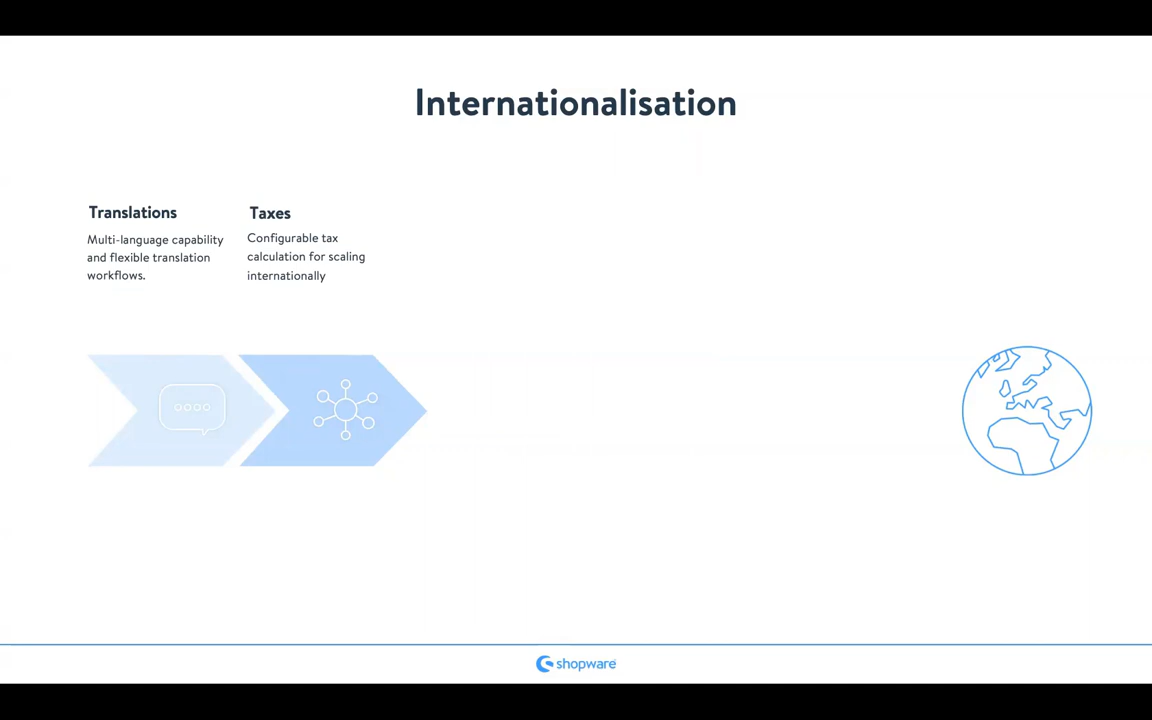 Internationalisation
Translations
Multi-language capability
and flexible translation
workflows.
Taxes
Configurable tax
calculation for scaling
internationally
shopware